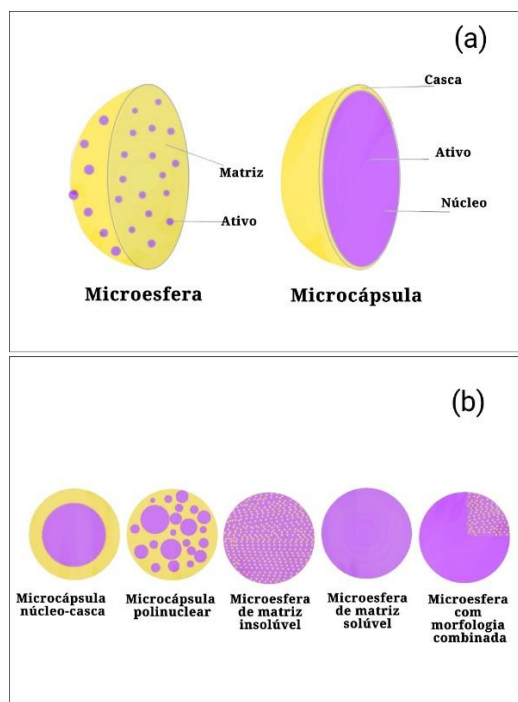 (a)
Casca
Ativo
Matriz
Núcleo
Ativo
Microesfera
Microcápsula
(b)
Microcápsula
núcleo-casca
Microcápsula
polinuclear
Microesfera
de matriz
insolúvel
Microesfera
de matriz
solúvel
Microesfera
com
morfologia
combinada